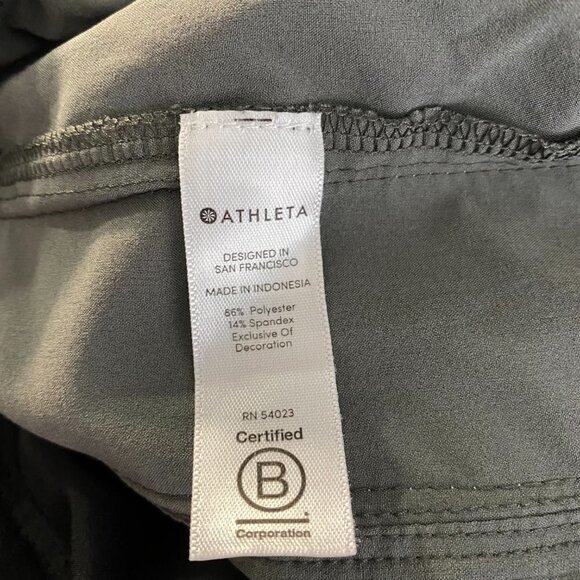 ATHLETA
DESIGNED IN
SAN FRANCISCO
MADE IN INDONESIA
86% Polyester
14% Spandex
Exclusive Of
Decoration
RN 54023
Certified
B
Corporation